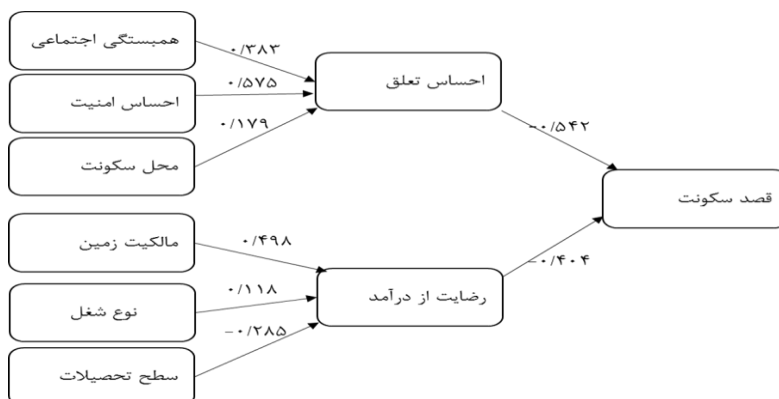 همبستگی اجتماعی
۰/۳۸۳
احساس امنیت
۰/۵۷۵
احساس تعلق
محل سکونت
۰/۱۷۹
−۰/۵۴۲
قصد سکونت
مالکیت زمین
۰/۴۹۸
−۰/۴۰۴
نوع شغل
۰/۱۱۸
رضایت از درآمد
سطح تحصیلات
−۰/۲۸۵